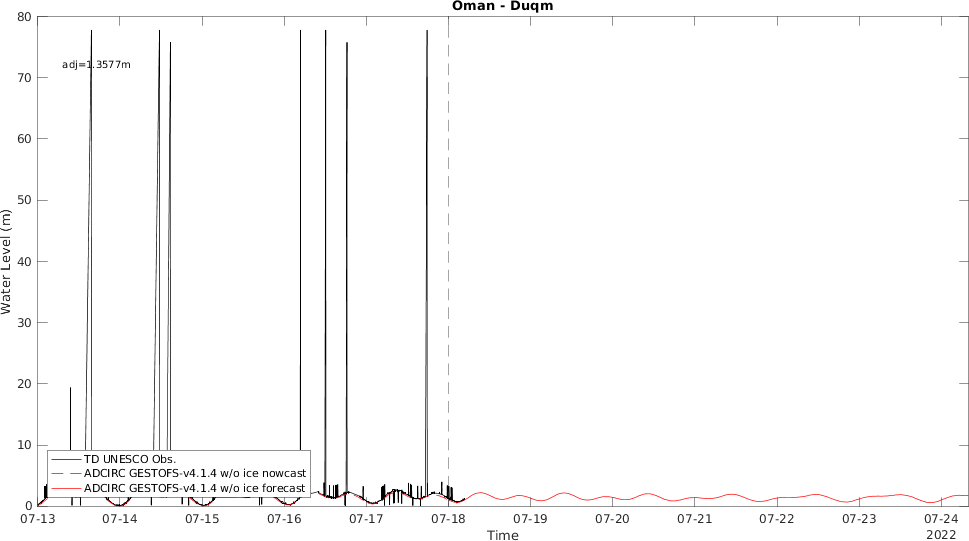 Oman - Duqm
80
70
60
50
40
30
20
10
0
Water Level (m)
adj=1.3577m
TD UNESCO Obs.
ADCIRC GESTOFS-v4.1.4 w/o ice nowcast
ADCIRC GESTOFS-v4.1.4 w/o ice forecast
07-13 07-14 07-15 07-16 07-17 07-18 07-19 07-20 07-21 07-22 07-23 07-24
2022
Time